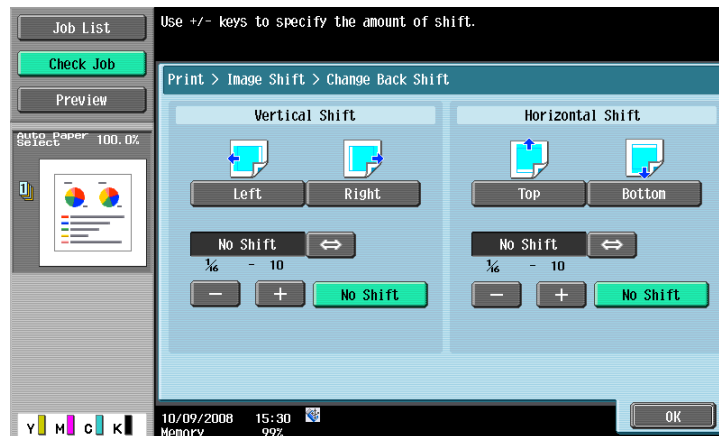 Job List
Use +/- keys to specify the amount of shift.
Check Job
Preview
Print > Image Shift > Change Back Shift
Vertical Shift
Horizontal Shift
Auto Paper
Select
100.0%
Left
Right
Top
Bottom
No Shift
No Shift
1/16 - 10
1/16 - 10
− + No Shift
− + No Shift
OK
Y M C K
10/09/2008 15:30
Memory 99%